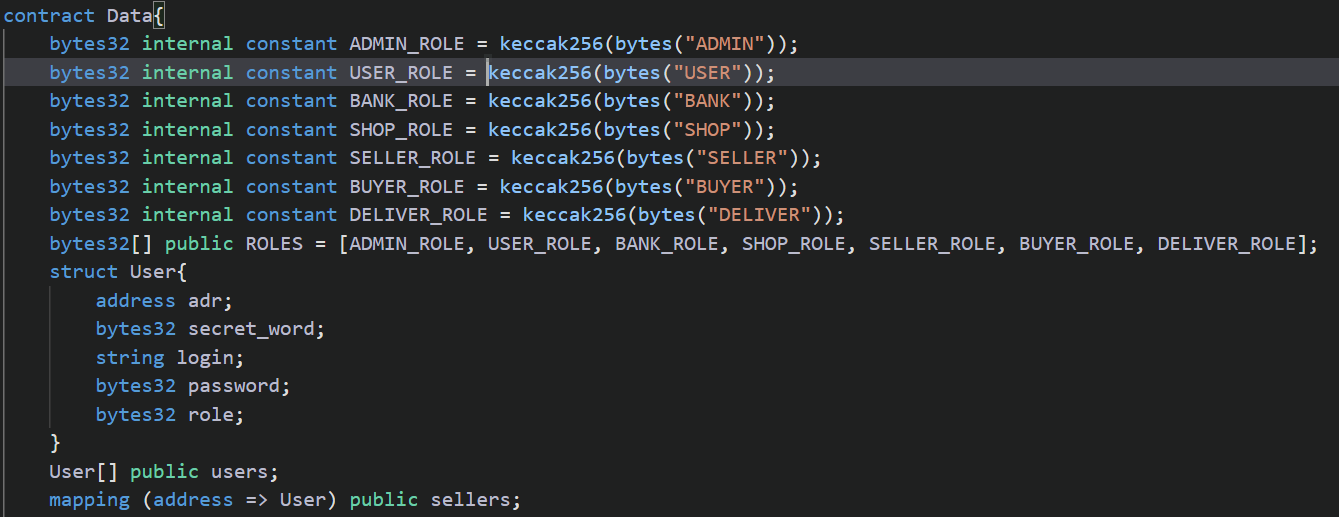 contract Data{
bytes32 internal constant ADMIN_ROLE = keccak256(bytes("ADMIN"));
bytes32 internal constant USER_ROLE = keccak256(bytes("USER"));
bytes32 internal constant BANK_ROLE = keccak256(bytes("BANK"));
bytes32 internal constant SHOP_ROLE = keccak256(bytes("SHOP"));
bytes32 internal constant SELLER_ROLE = keccak256(bytes("SELLER"));
bytes32 internal constant BUYER_ROLE = keccak256(bytes("BUYER"));
bytes32 internal constant DELIVER_ROLE = keccak256(bytes("DELIVER"));
bytes32[] public ROLES = [ADMIN_ROLE, USER_ROLE, BANK_ROLE, SHOP_ROLE, SELLER_ROLE, BUYER_ROLE, DELIVER_ROLE];
struct User{
address adr;
bytes32 secret_word;
string login;
bytes32 password;
bytes32 role;
}
User[] public users;
mapping (address => User) public sellers;